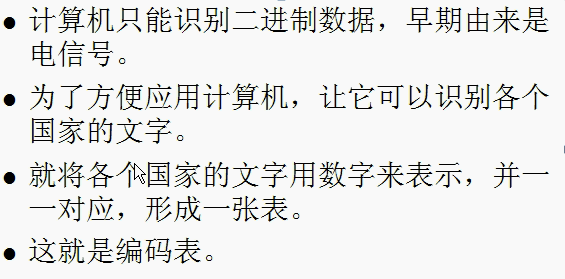 ● 计算机只能识别二进制数据，早期由来是
电信号。
● 为了方便应用计算机，让它可以识别各个
国家的文字。
● 就将各个国家的文字用数字来表示，并一
一对应，形成一张表。
● 这就是编码表。